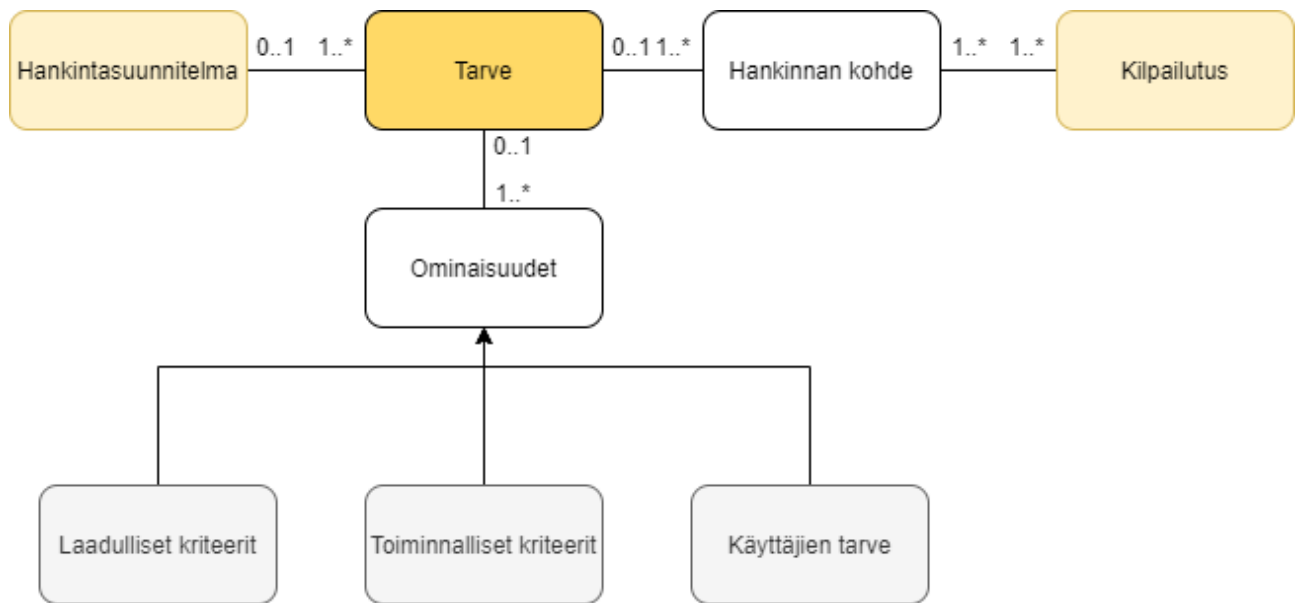 Hankintasuunnitelma
0..1
1..*
Tarve
0..1
1..*
Hankinnan kohde
1..*
1..*
Kilpailutus
0..1
1..*
Ominaisuudet
Laadulliset kriteerit
Toiminnalliset kriteerit
Käyttäjien tarve